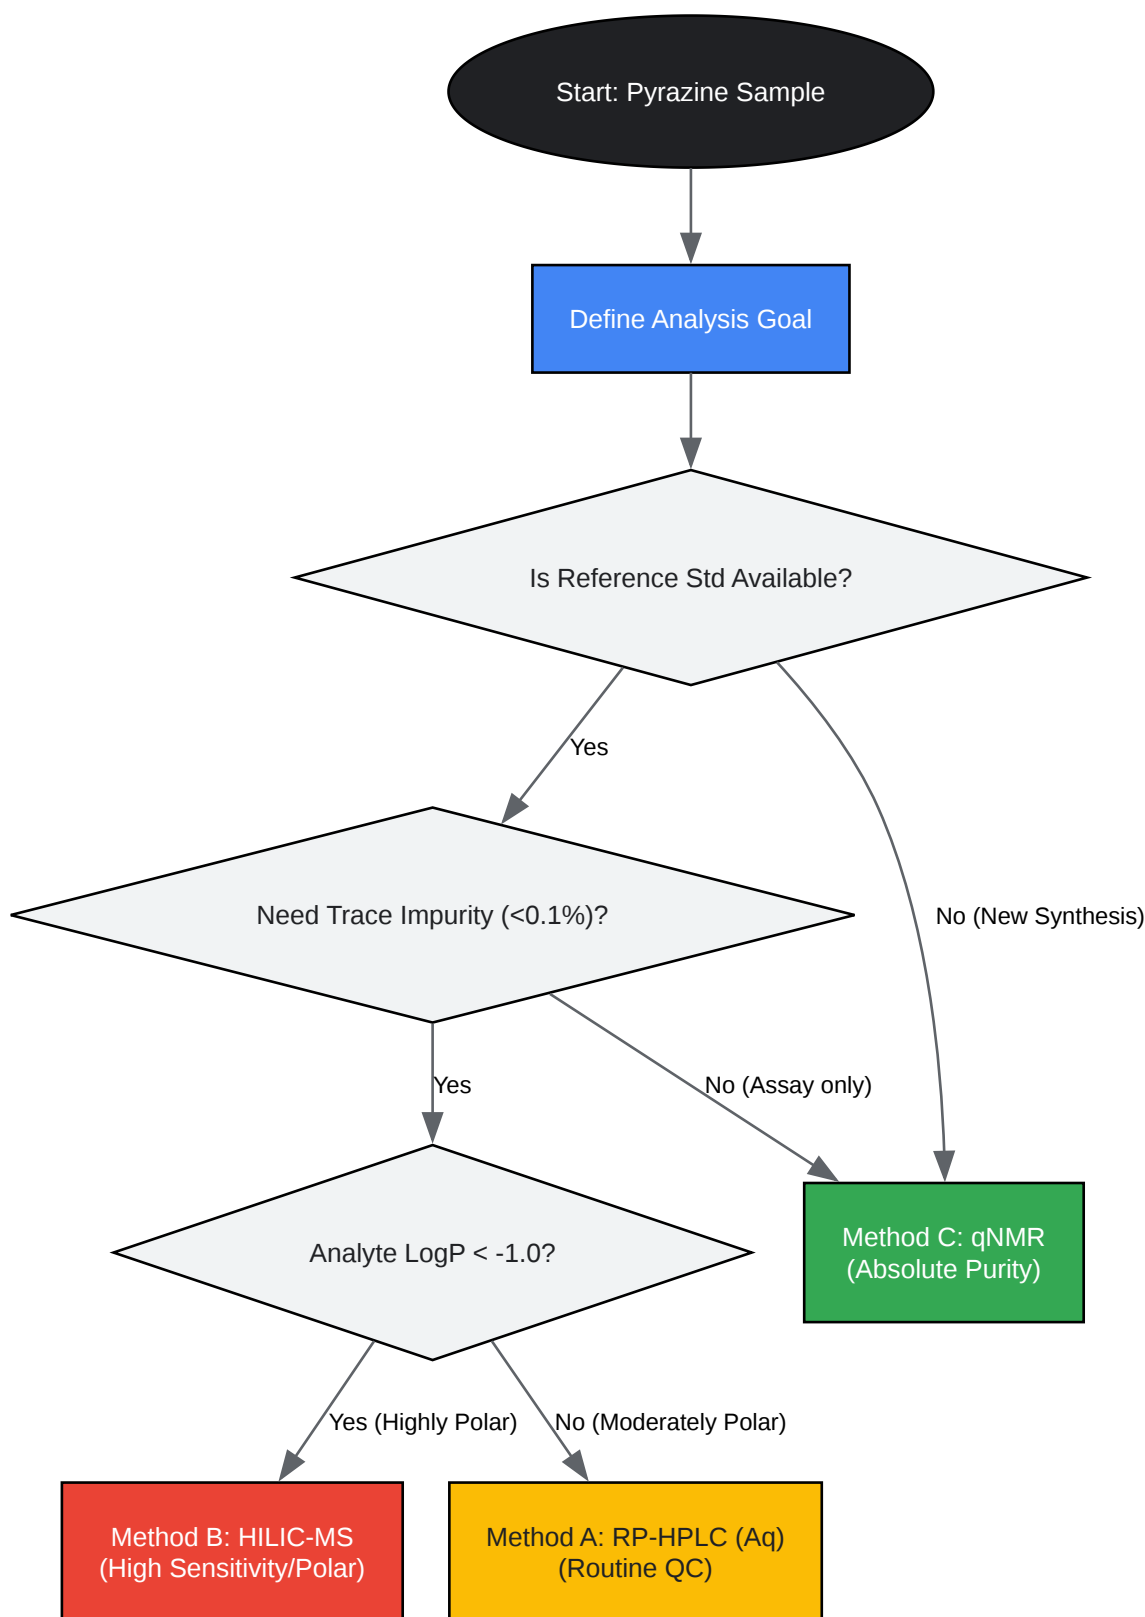 Start: Pyrazine Sample
Define Analysis Goal
Is Reference Std Available?
Yes
No (New Synthesis)
Need Trace Impurity (<0.1%)?
Yes
No (Assay only)
Analyte LogP < -1.0?
Method C: qNMR
(Absolute Purity)
Yes (Highly Polar)
No (Moderately Polar)
Method B: HILIC-MS
(High Sensitivity/Polar)
Method A: RP-HPLC (Aq)
(Routine QC)